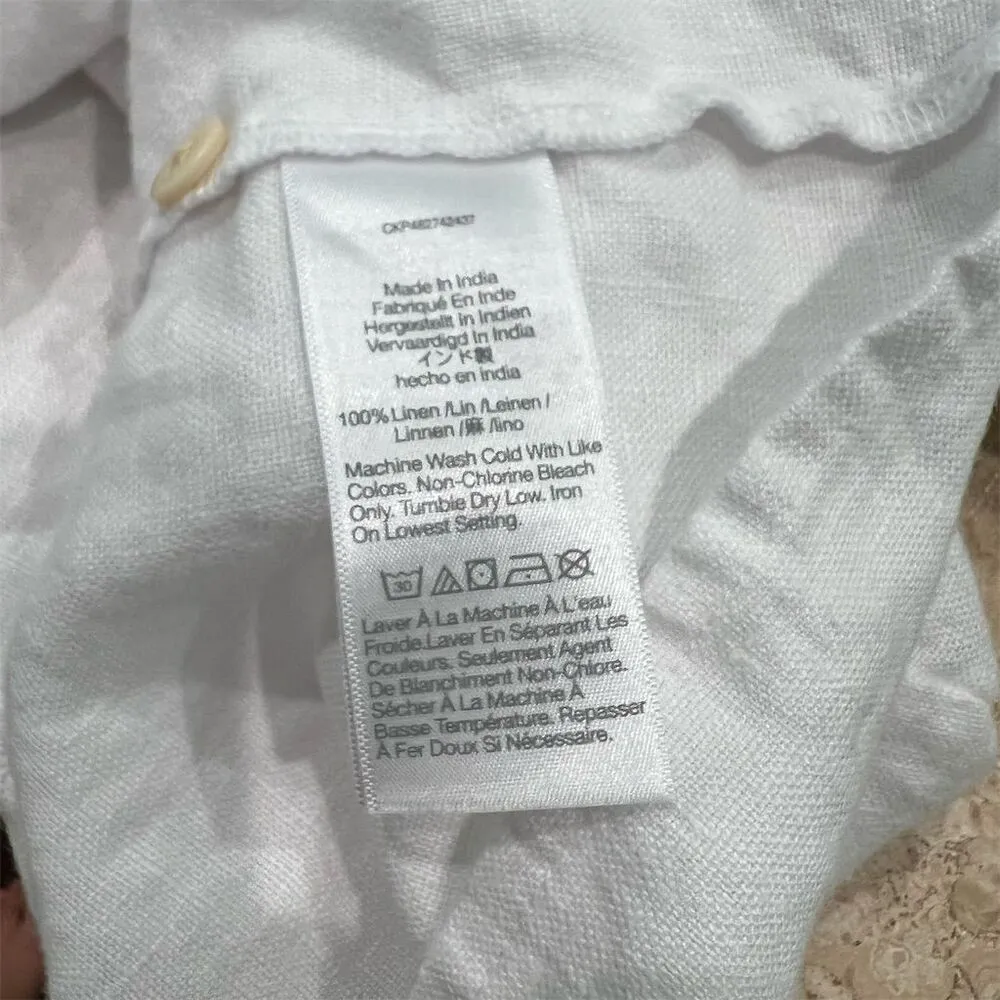 CKP482742437
Made In India
Fabriqué En Inde
Hergestellt in Indien
Vervaardigd In India
インド製
hecho en india
100% Linen /Lin /Leinen /
Linnen /麻 /lino
Machine Wash Cold With Like
Colors. Non-Chlorine Bleach
Only. Tumble Dry Low. Iron
On Lowest Setting.
30
Laver À La Machine À L'eau
Froide.Laver En Séparant Les
Couleurs. Seulement Agent
De Blanchiment Non-Chlore.
Sécher À La Machine À
Basse Température. Repasser
À Fer Doux Si Nécessaire.